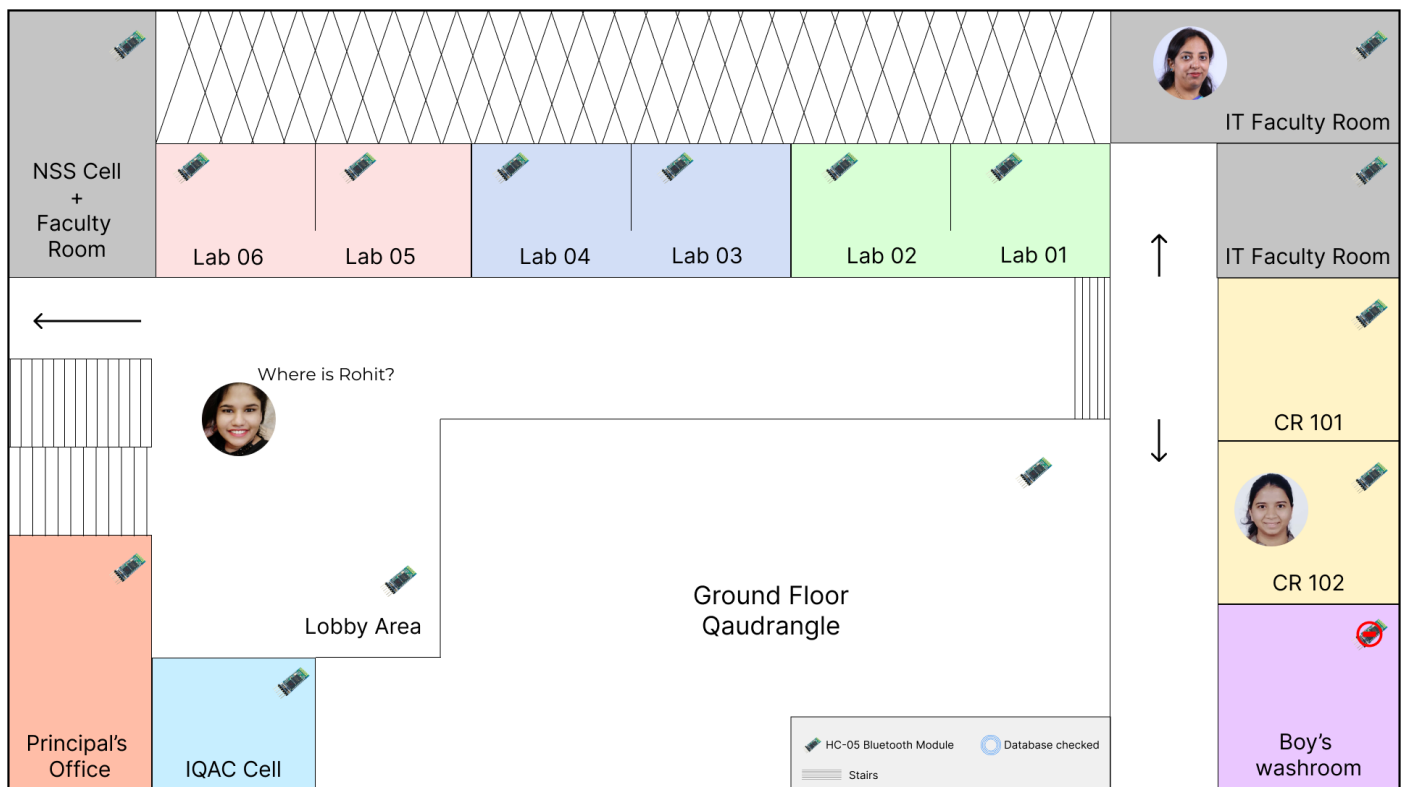 IT Faculty Room
NSS Cell
+
Faculty
Room
Lab 06
Lab 05
Lab 04
Lab 03
Lab 02
Lab 01
IT Faculty Room
Where is Rohit?
CR 101
CR 102
Ground Floor
Qaudrangle
Lobby Area
Principal's
Office
IQAC Cell
HC-05 Bluetooth Module
Database checked
Stairs
Boy's
washroom